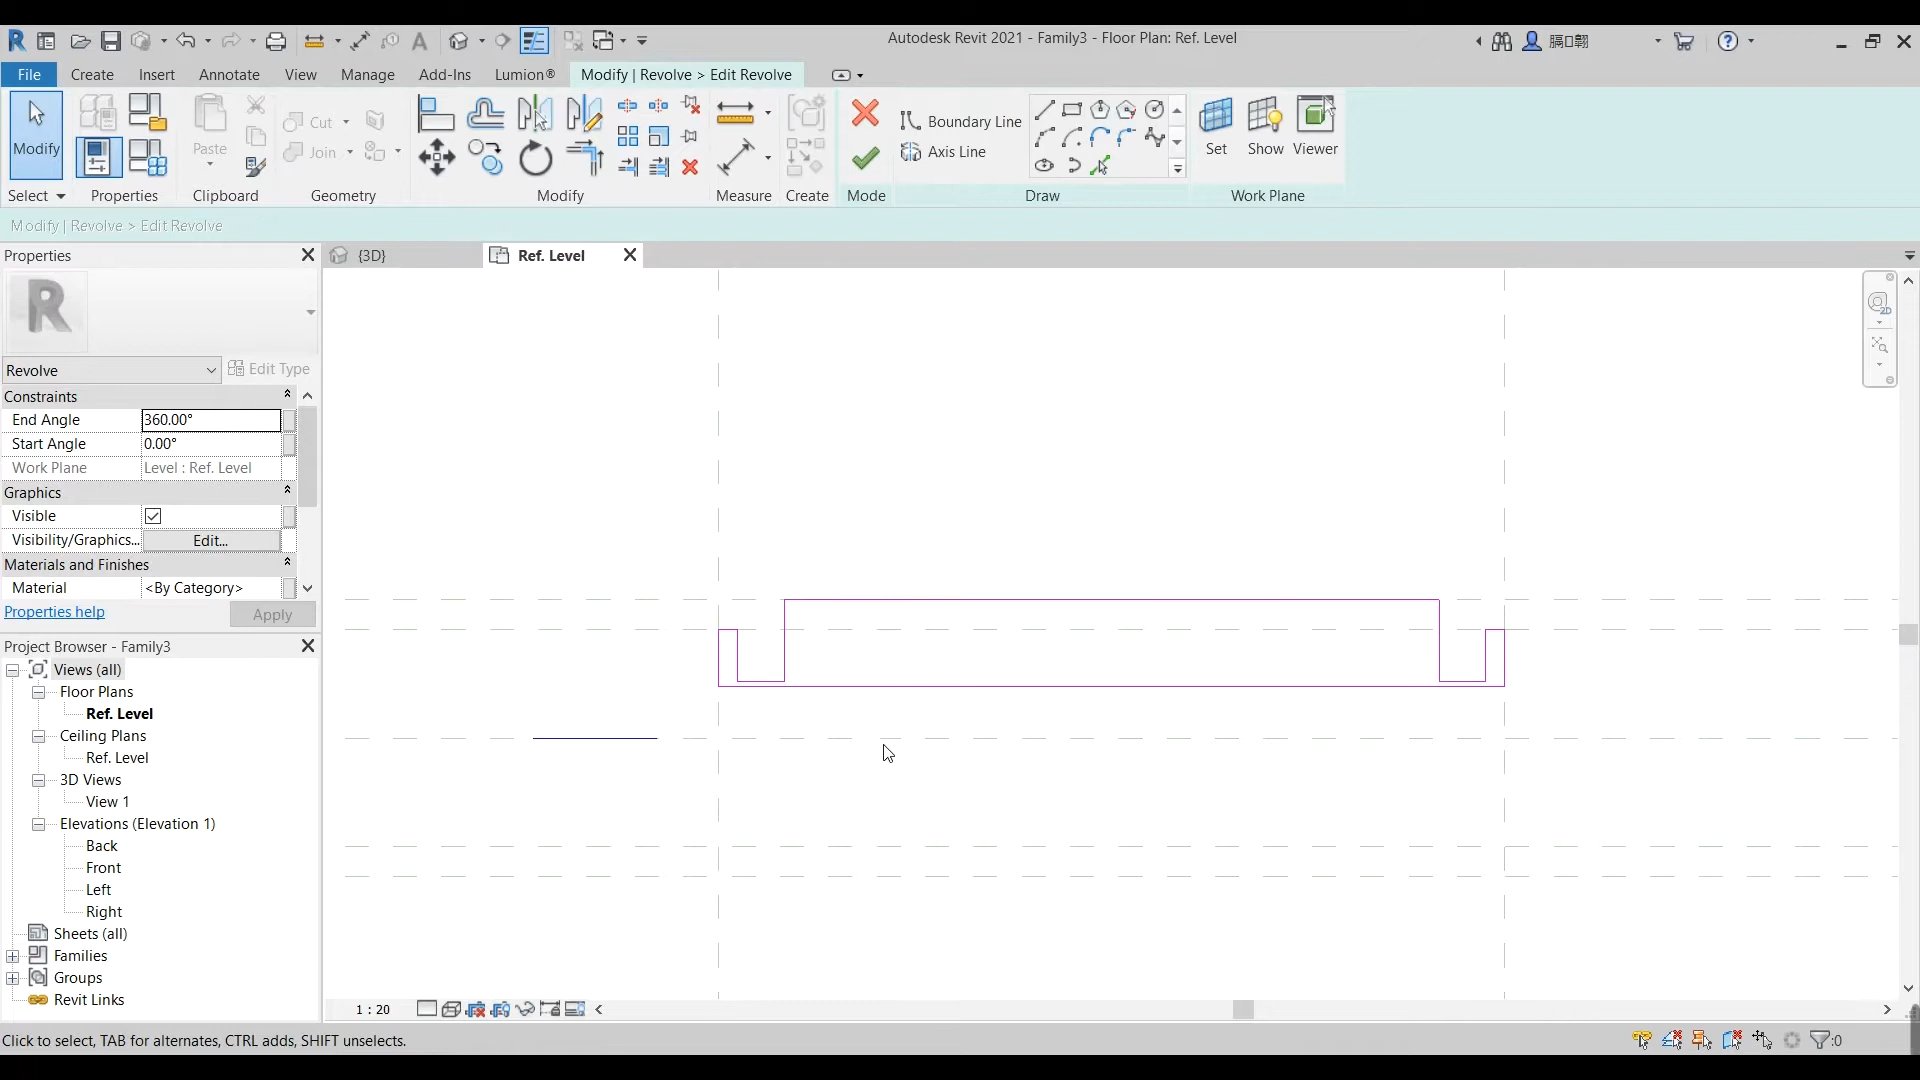 Autodesk Revit 2021 - Family3 - Floor Plan: Ref. Level
File Create Insert Annotate View Manage Add-Ins Lumion® Modify | Revolve > Edit Revolve
Modify
Paste
Cut
Join
Boundary Line
Axis Line
Set Show Viewer
Select Properties Clipboard Geometry Modify Measure Create Mode Draw Work Plane
Modify | Revolve > Edit Revolve
Properties
{3D}
Ref. Level
Revolve
Edit Type
Constraints
End Angle 360.00°
Start Angle 0.00°
Work Plane Level : Ref. Level
Graphics
Visible
Visibility/Graphics... Edit...
Materials and Finishes
Material <By Category>
Properties help Apply
Project Browser - Family3
Views (all)
Floor Plans
Ref. Level
Ceiling Plans
Ref. Level
3D Views
View 1
Elevations (Elevation 1)
Back
Front
Left
Right
Sheets (all)
Families
Groups
Revit Links
1 : 20
Click to select, TAB for alternates, CTRL adds, SHIFT unselects.
:0